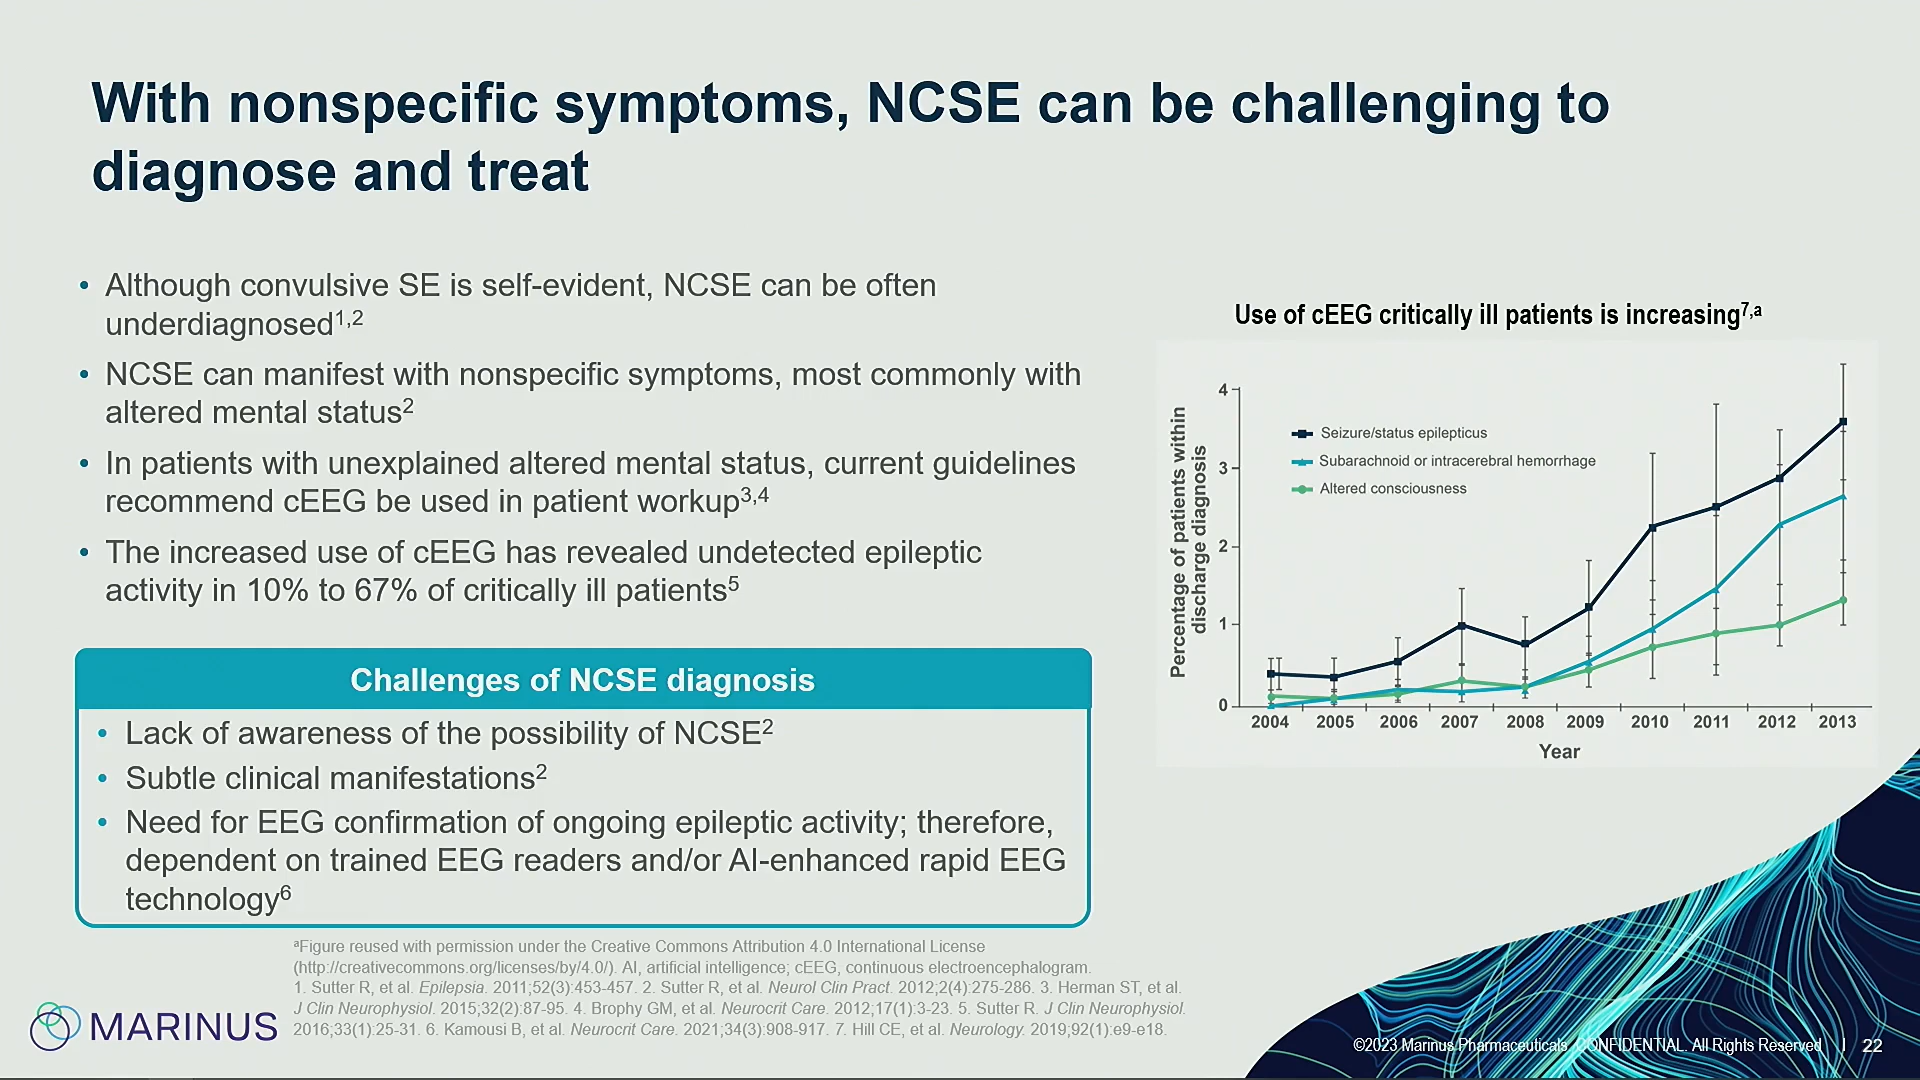 With nonspecific symptoms, NCSE can be challenging to
diagnose and treat
• Although convulsive SE is self-evident, NCSE can be often
underdiagnosed1,2
• NCSE can manifest with nonspecific symptoms, most commonly with
altered mental status2
• In patients with unexplained altered mental status, current guidelines
recommend cEEG be used in patient workup3,4
• The increased use of cEEG has revealed undetected epileptic
activity in 10% to 67% of critically ill patients5
Challenges of NCSE diagnosis
• Lack of awareness of the possibility of NCSE2
• Subtle clinical manifestations2
• Need for EEG confirmation of ongoing epileptic activity; therefore,
dependent on trained EEG readers and/or AI-enhanced rapid EEG
technology6
Use of cEEG critically ill patients is increasing7,a
Percentage of patients within
discharge diagnosis
4
3
2
1
0
Seizure/status epilepticus
Subarachnoid or intracerebral hemorrhage
Altered consciousness
2004 2005 2006 2007 2008 2009 2010 2011 2012 2013
Year
aFigure reused with permission under the Creative Commons Attribution 4.0 International License
(http://creativecommons.org/licenses/by/4.0/). AI, artificial intelligence; cEEG, continuous electroencephalogram.
1. Sutter R, et al. Epilepsia. 2011;52(3):453-457. 2. Sutter R, et al. Neurol Clin Pract. 2012;2(4):275-286. 3. Herman ST, et al.
J Clin Neurophysiol. 2015;32(2):87-95. 4. Brophy GM, et al. Neurocrit Care. 2012;17(1):3-23. 5. Sutter R. J Clin Neurophysiol.
2016;33(1):25-31. 6. Kamousi B, et al. Neurocrit Care. 2021;34(3):908-917. 7. Hill CE, et al. Neurology. 2019;92(1):e9-e18.
MARINUS
©2023 Marinus Pharmaceuticals. CONFIDENTIAL. All Rights Reserved | 22